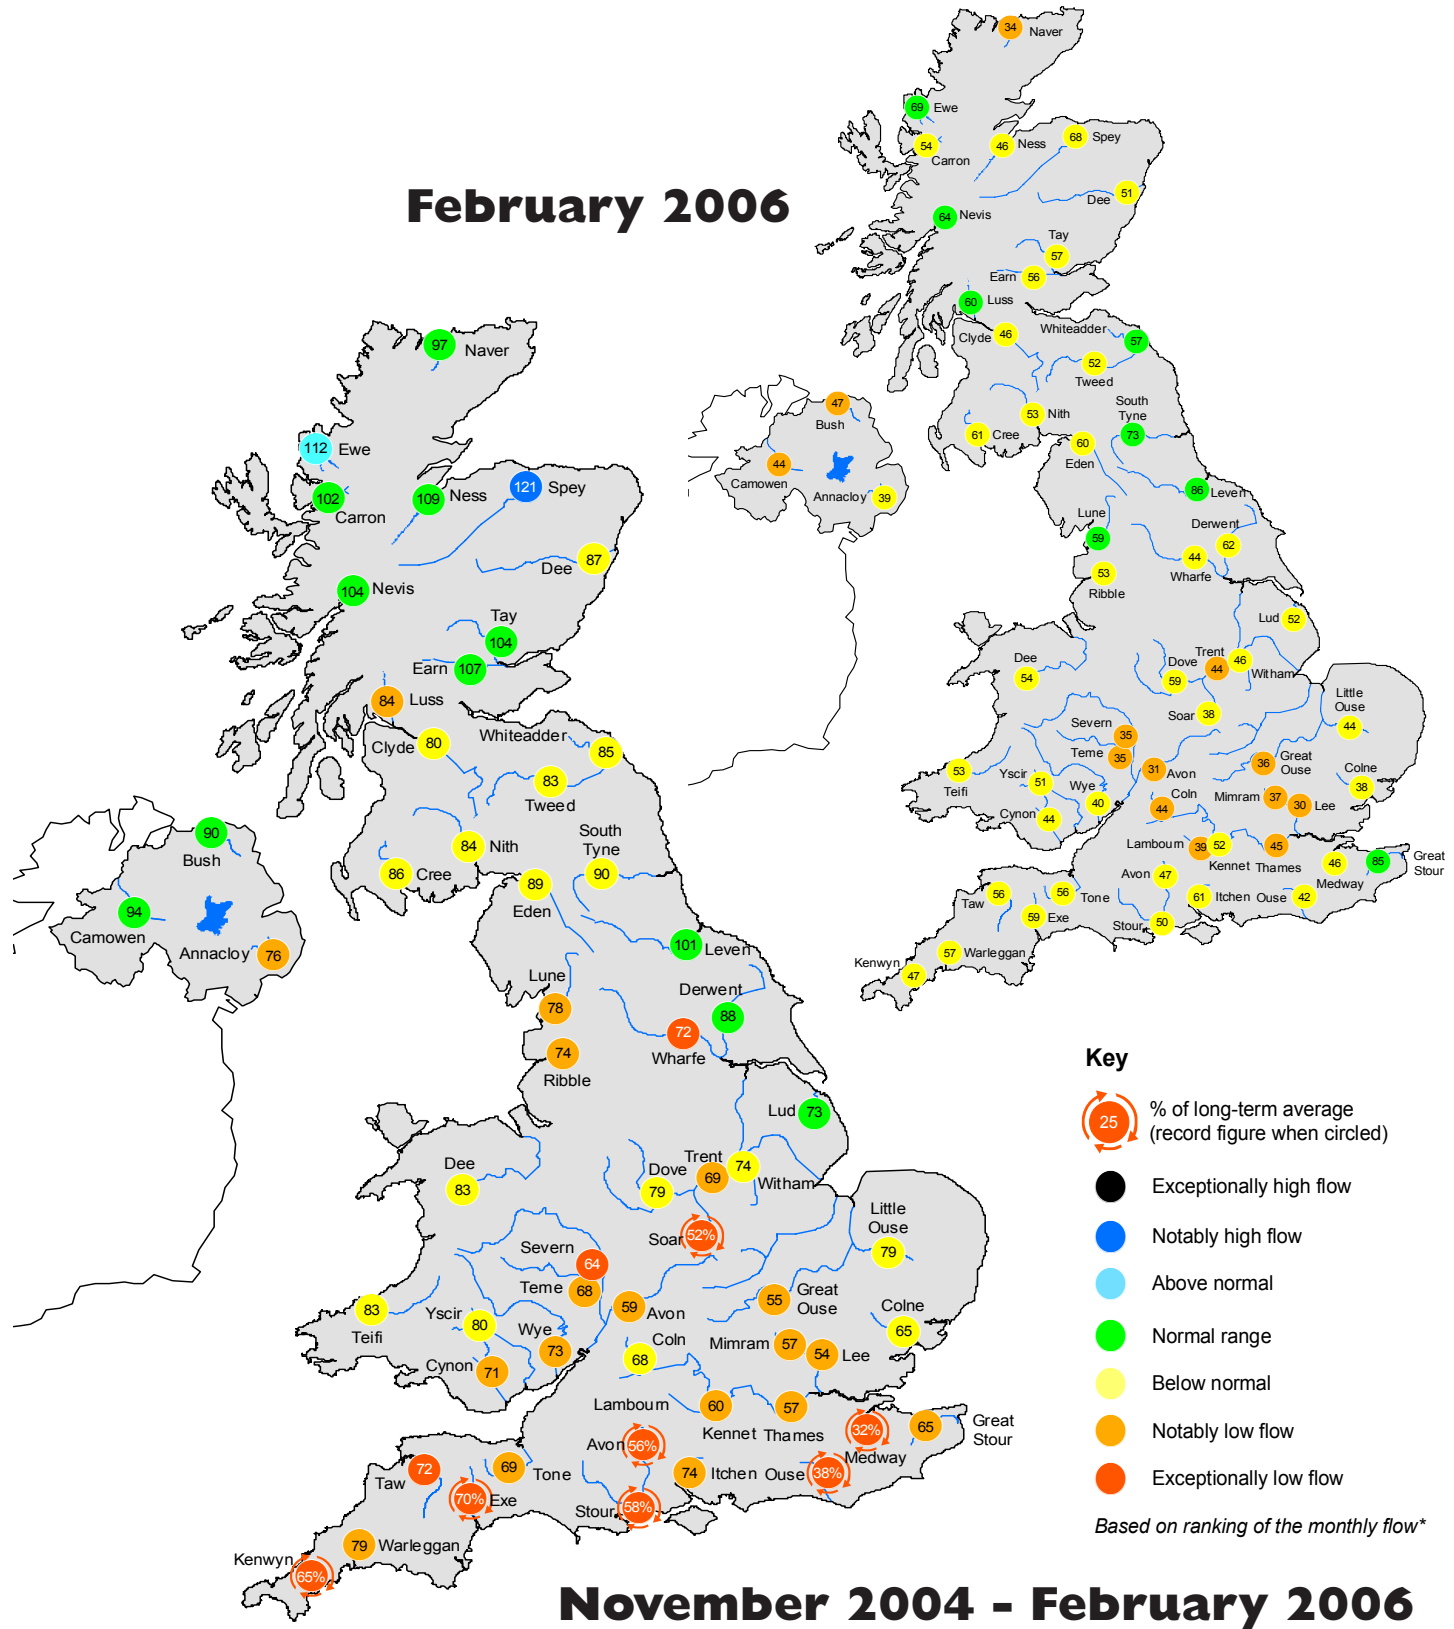 February 2006
34
Naver
69
Ewe
54
Carron
46
Ness
68
Spey
51
Dee
64
Nevis
Tay
57
Earn
56
60
Luss
Clyde
46
Whiteadder
57
52
Tweed
53
Nith
61
Cree
60
Eden
South
Tyne
73
47
Bush
44
Camowen
Annacloy
39
86
Leven
Lune
59
Derwent
62
44
Wharfe
53
Ribble
Lud
52
Dee
54
Dove
59
Trent
44
46
Witham
Soar
38
Little
Ouse
44
Severn
35
Teme
35
31
Avon
36
Great
Ouse
53
Teifi
Yscir
51
Wye
40
Cynon
44
Coln
44
Mimram
37
30
Lee
Colne
38
Lambourn
39
52
Kennet
45
Thames
46
Medway
85
Great
Stour
Avon
47
Taw
56
56
Tone
59
Exe
61
Itchen
Ouse
42
Stour
50
57
Warleggan
Kenwyn
47
97
Naver
112
Ewe
102
Carron
109
Ness
121
Spey
Dee
87
104
Nevis
Tay
104
Earn
107
84
Luss
Clyde
80
Whiteadder
85
83
Tweed
84
Nith
86
Cree
89
Eden
South
Tyne
90
90
Bush
94
Camowen
Annacloy
76
101
Leven
Lune
78
Derwent
88
72
Wharfe
74
Ribble
Lud
73
Dee
83
Dove
79
Trent
69
74
Witham
Soar
52%
Little
Ouse
79
Severn
64
Teme
68
59
Avon
55
Great
Ouse
83
Teifi
Yscir
80
Wye
73
Cynon
71
Coln
68
Mimram
57
54
Lee
Colne
65
Lambourn
60
Kennet
57
Thames
32%
Medway
65
Great
Stour
Avon
56%
Taw
72
69
Tone
70%
Exe
74
Itchen
Ouse
38%
Stour
58%
79
Warleggan
Kenwyn
65%
Key
25
% of long-term average
(record figure when circled)
Exceptionally high flow
Notably high flow
Above normal
Normal range
Below normal
Notably low flow
Exceptionally low flow
Based on ranking of the monthly flow*
November 2004 - February 2006